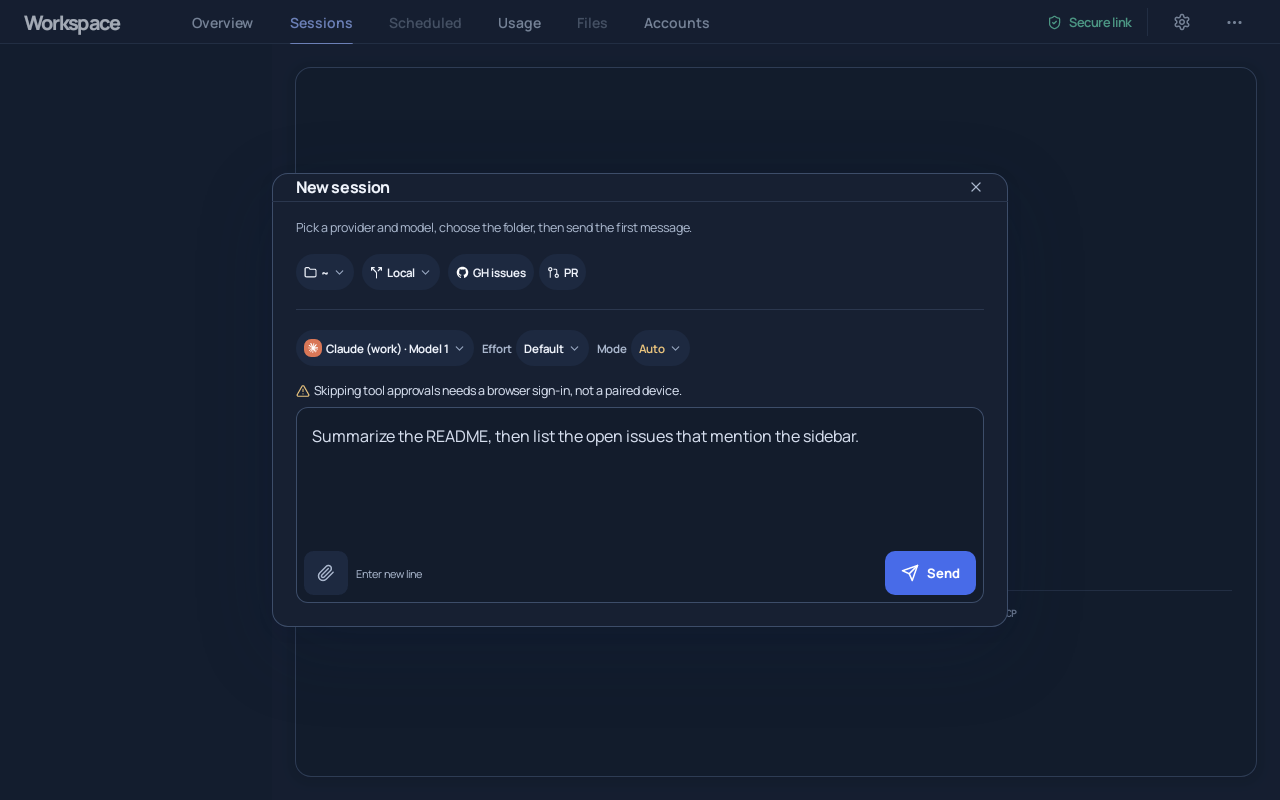 Workspace Overview Sessions Scheduled Usage Files Accounts Secure link
New session
Pick a provider and model, choose the folder, then send the first message.
~ Local GH issues PR
Claude (work) · Model 1 Effort Default Mode Auto
Skipping tool approvals needs a browser sign-in, not a paired device.
Summarize the README, then list the open issues that mention the sidebar.
Enter new line Send